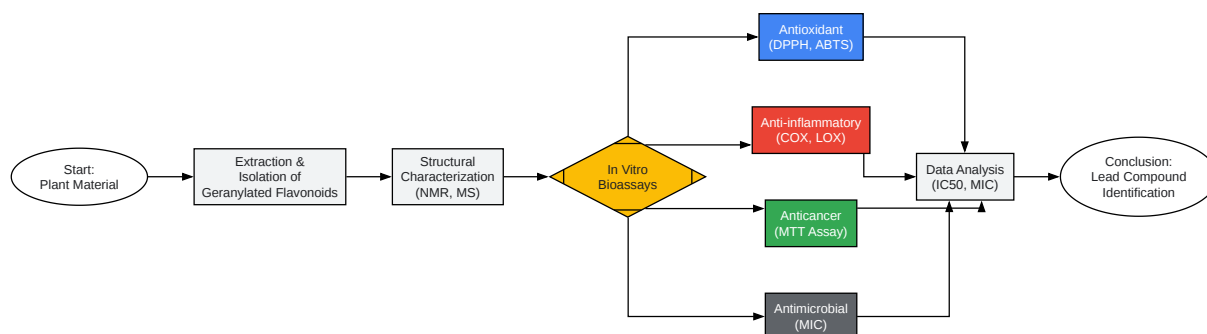 Start:
Plant Material
Extraction &
Isolation of
Geranylated Flavonoids
Structural
Characterization
(NMR, MS)
In Vitro
Bioassays
Antioxidant
(DPPH, ABTS)
Anti-inflammatory
(COX, LOX)
Anticancer
(MTT Assay)
Antimicrobial
(MIC)
Data Analysis
(IC50, MIC)
Conclusion:
Lead Compound
Identification